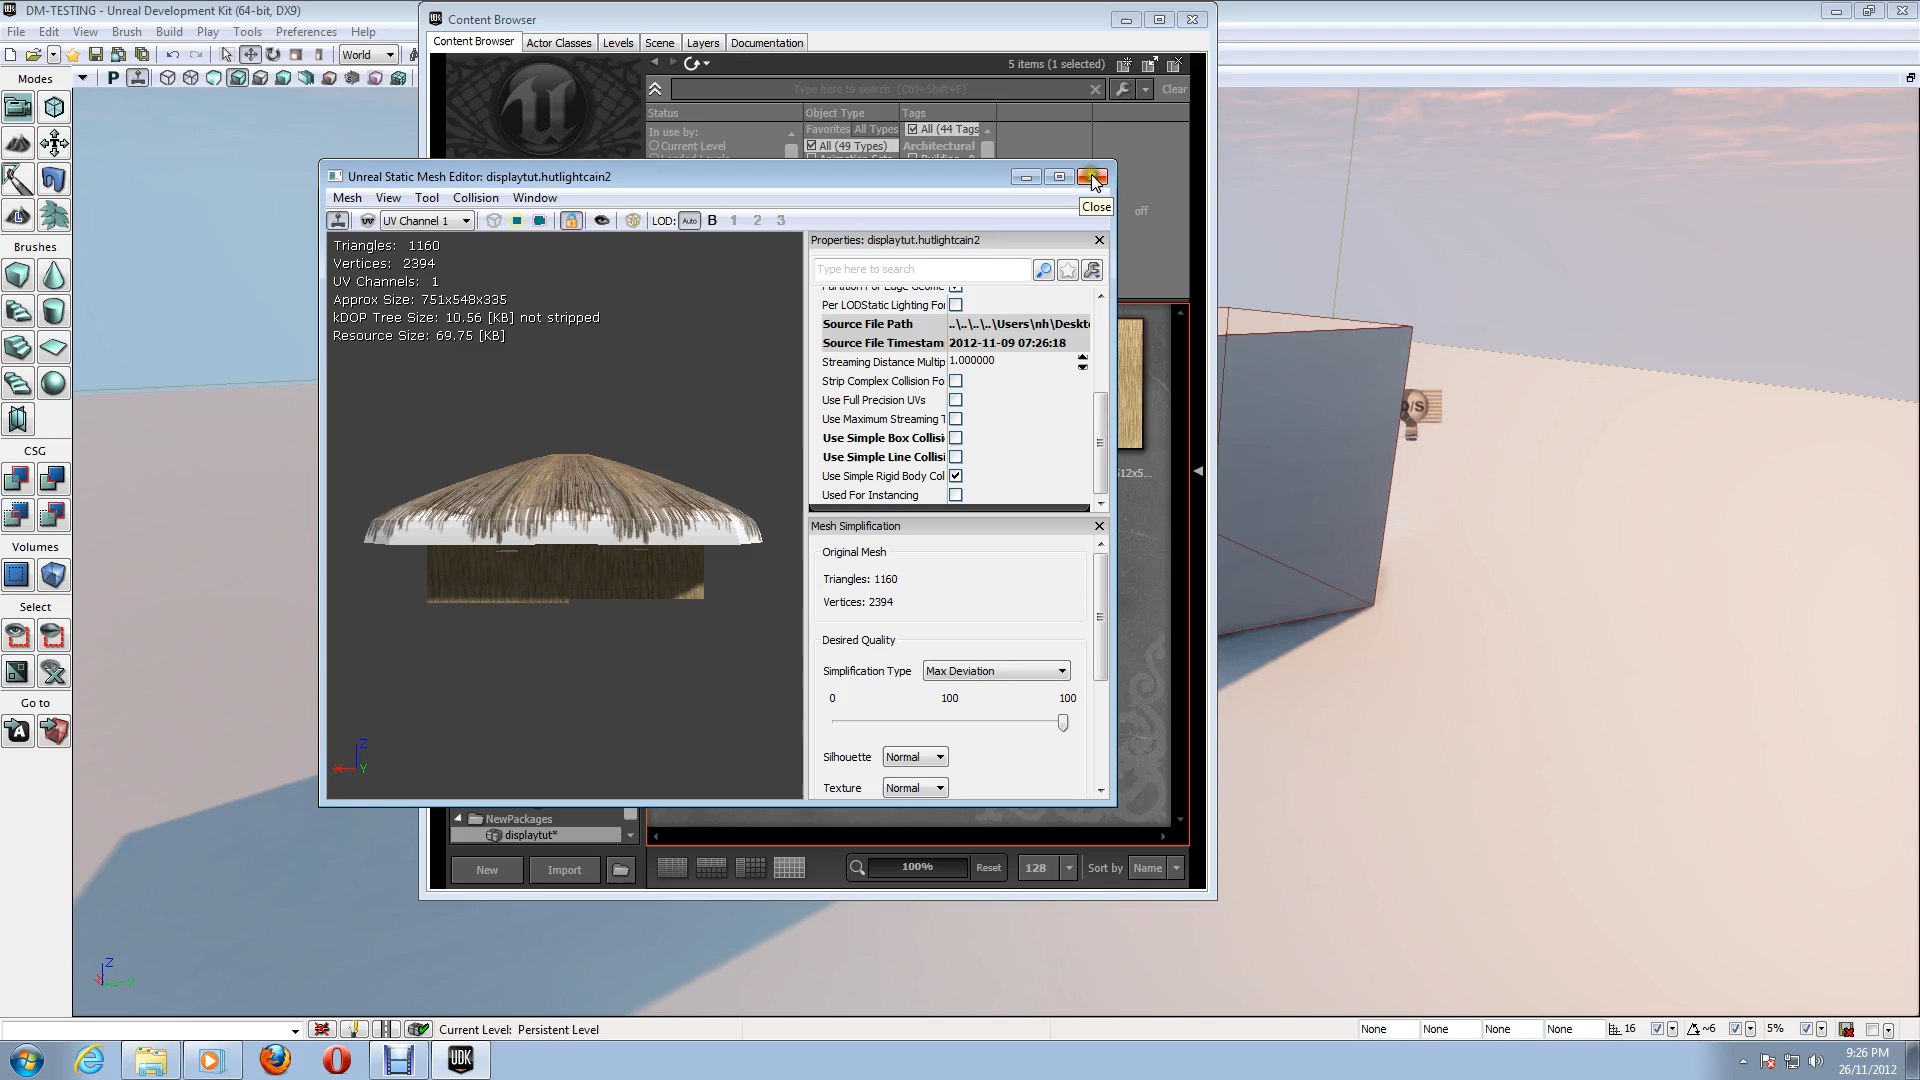 DM-TESTING - Unreal Development Kit (64-bit, DX9)
File Edit View Brush Build Play Tools Preferences Help
World
Modes
Brushes
CSG
Volumes
Select
Go to
Content Browser
Content Browser Actor Classes Levels Scene Layers Documentation
5 items (1 selected)
Type here to search (Ctrl+Shift+F)
Clear
Status Object Type Tags
In use by: Favorites All Types All (44 Tags
Current Level All (49 Types) Architectural
off
12x5...
Unreal Static Mesh Editor: displaytut.hutlightcain2
Close
Mesh View Tool Collision Window
UV Channel 1 LOD: Auto B 1 2 3
Triangles: 1160
Vertices: 2394
UV Channels: 1
Approx Size: 751x548x335
kDOP Tree Size: 10.56 [KB] not stripped
Resource Size: 69.75 [KB]
Z
X Y
Properties: displaytut.hutlightcain2
Type here to search
Per LODStatic Lighting For
Source File Path ..\..\..\..\Users\nh\Deskt
Source File Timestam 2012-11-09 07:26:18
Streaming Distance Multip 1.000000
Strip Complex Collision Fo
Use Full Precision UVs
Use Maximum Streaming T
Use Simple Box Collisi
Use Simple Line Collisi
Use Simple Rigid Body Col
Used For Instancing
Mesh Simplification
Original Mesh
Triangles: 1160
Vertices: 2394
Desired Quality
Simplification Type Max Deviation
0 100 100
Silhouette Normal
Texture Normal
NewPackages
displaytut*
New Import
100% Reset 128 Sort by Name
D/S
Z
X Y
Current Level: Persistent Level
None None None None 16 ~6 5%
UDK
9:26 PM
26/11/2012